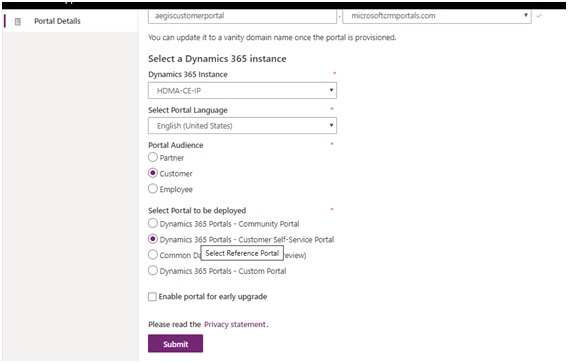 Portal Details
aegiscustomerportal . microsoftcrmportals.com
You can update it to a vanity domain name once the portal is provisioned.
Select a Dynamics 365 instance
Dynamics 365 Instance *
HDMA-CE-IP
Select Portal Language *
English (United States)
Portal Audience *
Partner
Customer
Employee
Select Portal to be deployed *
Dynamics 365 Portals - Community Portal
Dynamics 365 Portals - Customer Self-Service Portal
Select Reference Portal
Common Da review)
Dynamics 365 Portals - Custom Portal
Enable portal for early upgrade
Please read the Privacy statement.
Submit